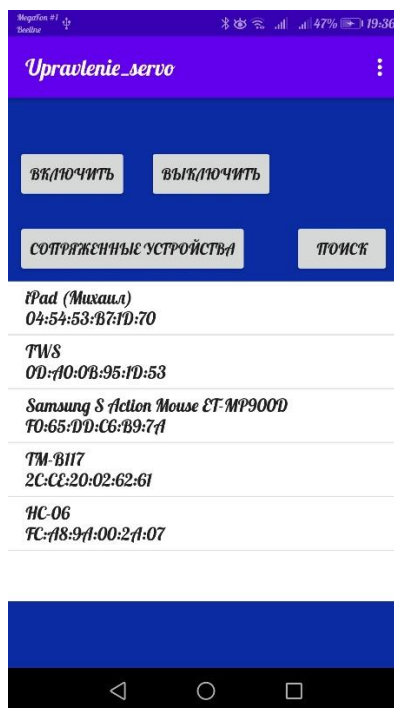 MegaFon #1
Beeline
47% 19:36
Upravlenie_servo
ВКЛЮЧИТЬ ВЫКЛЮЧИТЬ
СОПРЯЖЕННЫЕ УСТРОЙСТВА ПОИСК
iPad (Михаил)
04:54:53:B7:1D:70
TWS
0D:A0:0B:95:1D:53
Samsung S Action Mouse ET-MP900D
F0:65:DD:C6:B9:7A
TM-B117
2C:CE:20:02:62:61
HC-06
FC:A8:9A:00:2A:07